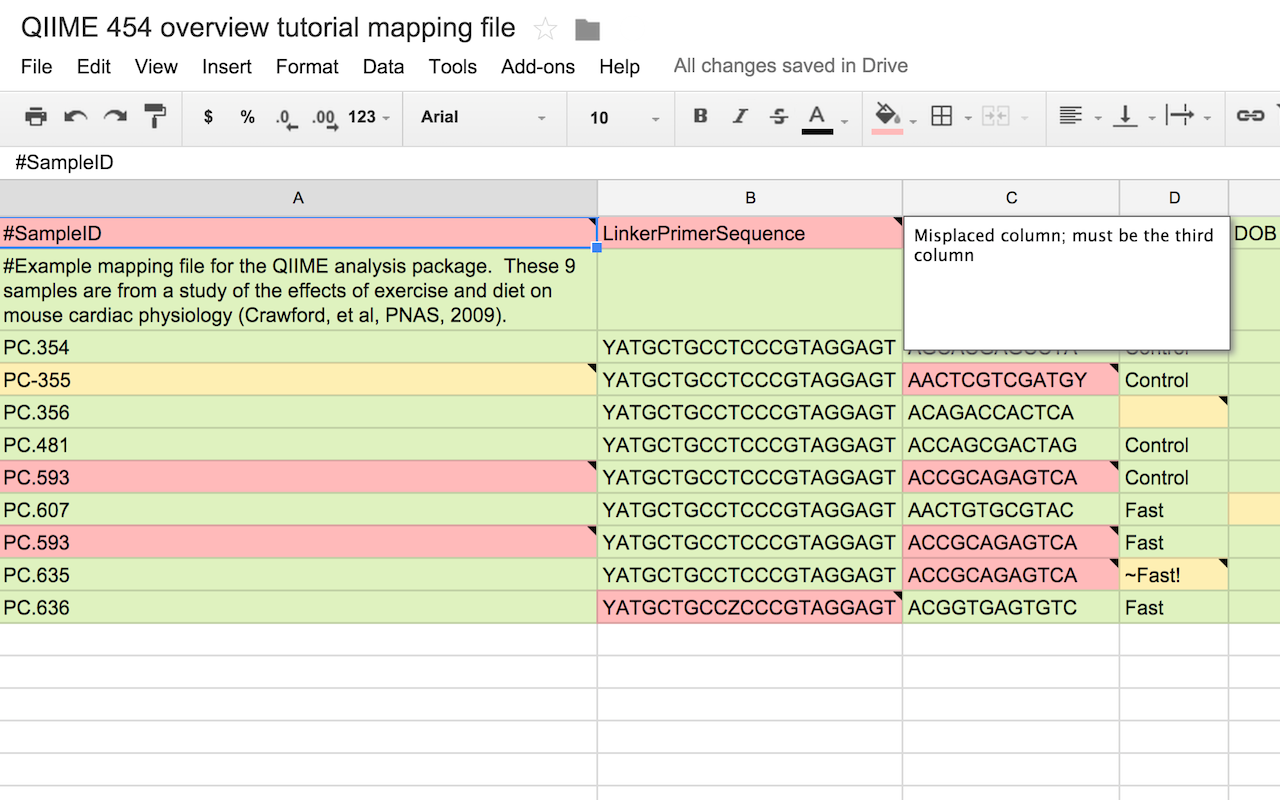 QIIME 454 overview tutorial mapping file
File Edit View Insert Format Data Tools Add-ons Help All changes saved in Drive
$ % .0 .00 123 Arial 10 B I S A
#SampleID
A B C D
#SampleID LinkerPrimerSequence DOB
Misplaced column; must be the third
column
#Example mapping file for the QIIME analysis package. These 9
samples are from a study of the effects of exercise and diet on
mouse cardiac physiology (Crawford, et al, PNAS, 2009).
PC.354 YATGCTGCCTCCCGTAGGAGT
PC-355 YATGCTGCCTCCCGTAGGAGT AACTCGTCGATGY Control
PC.356 YATGCTGCCTCCCGTAGGAGT ACAGACCACTCA
PC.481 YATGCTGCCTCCCGTAGGAGT ACCAGCGACTAG Control
PC.593 YATGCTGCCTCCCGTAGGAGT ACCGCAGAGTCA Control
PC.607 YATGCTGCCTCCCGTAGGAGT AACTGTGCGTAC Fast
PC.593 YATGCTGCCTCCCGTAGGAGT ACCGCAGAGTCA Fast
PC.635 YATGCTGCCTCCCGTAGGAGT ACCGCAGAGTCA ~Fast!
PC.636 YATGCTGCCZCCCGTAGGAGT ACGGTGAGTGTC Fast